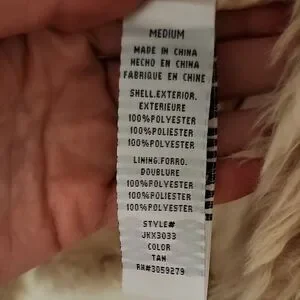 MEDIUM
MADE IN CHINA
HECHO EN CHINA
FABRIQUE EN CHINE
SHELL.EXTERIOR.
EXTERIEURE
100%POLYESTER
100%POLIESTER
100%POLYESTER
LINING.FORRO.
DOUBLURE
100%POLYESTER
100%POLIESTER
100%POLYESTER
STYLE#
JKX3033
COLOR
TAN
RN#3059279